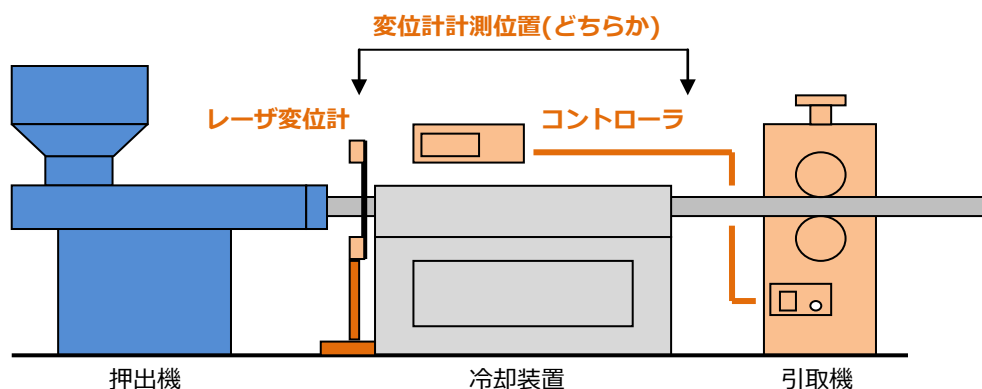 変位計計測位置(どちらか)
レーザ変位計
コントローラ
押出機
冷却装置
引取機